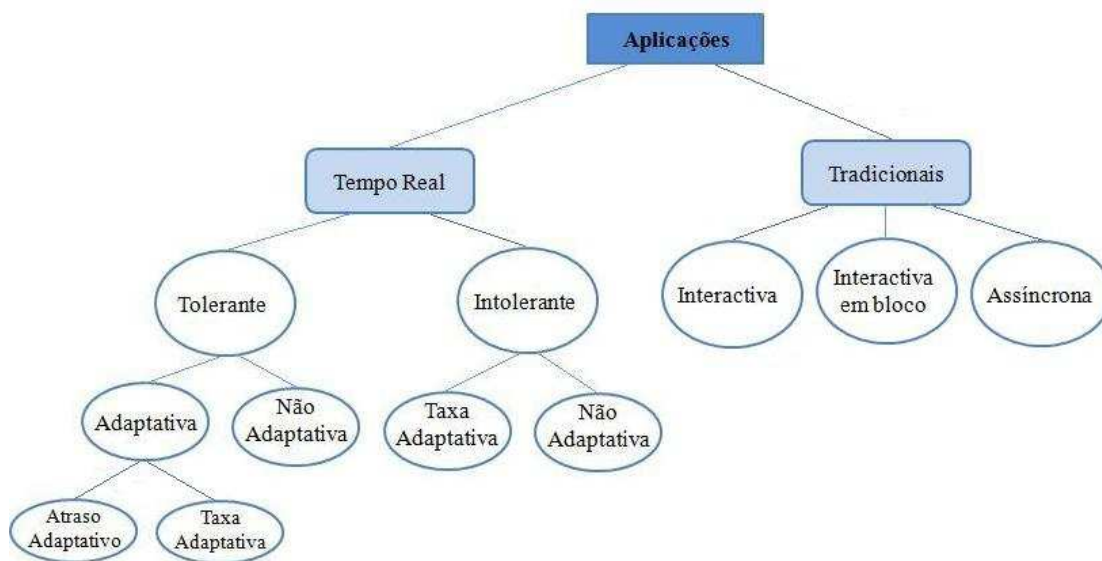 Aplicações
Tempo Real
Tradicionais
Tolerante
Intolerante
Interactiva
Interactiva
em bloco
Assíncrona
Adaptativa
Não
Adaptativa
Taxa
Adaptativa
Não
Adaptativa
Atraso
Adaptativo
Taxa
Adaptativa